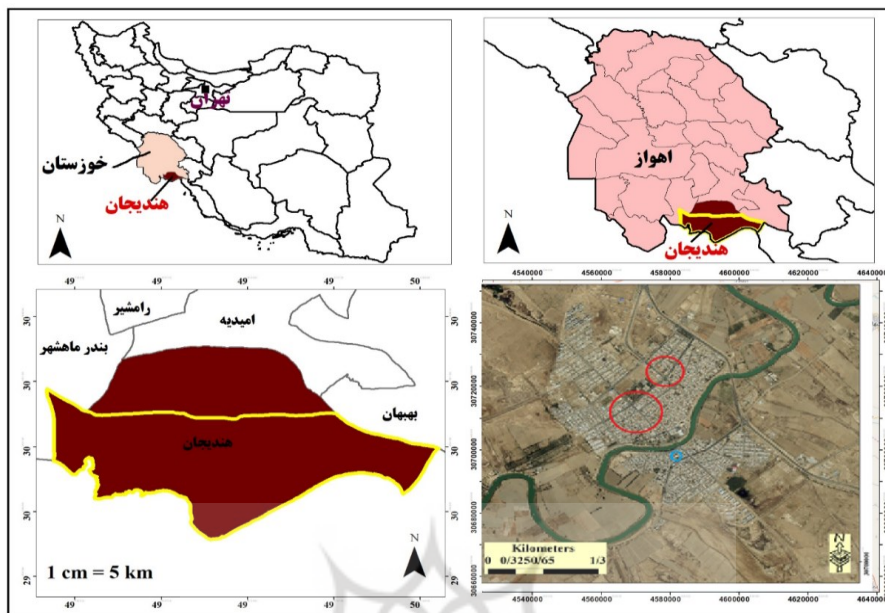 تهران
خوزستان
هندیجان
N
اهواز
هندیجان
N
49 49 49 49 50
رامشیر
امیدیه
بندر ماهشهر
بهبهان
هندیجان
30 30 30 29
30 30 30 30 29
49 49 49 49 50
1 cm = 5 km
N
4540000 4560000 4580000 4600000 4620000 4640000
30740000
30720000
30700000
30680000
30660000
Kilometers
0 0/3250/65 1/3
N
4540000 4560000 4580000 4600000 4620000 4640000